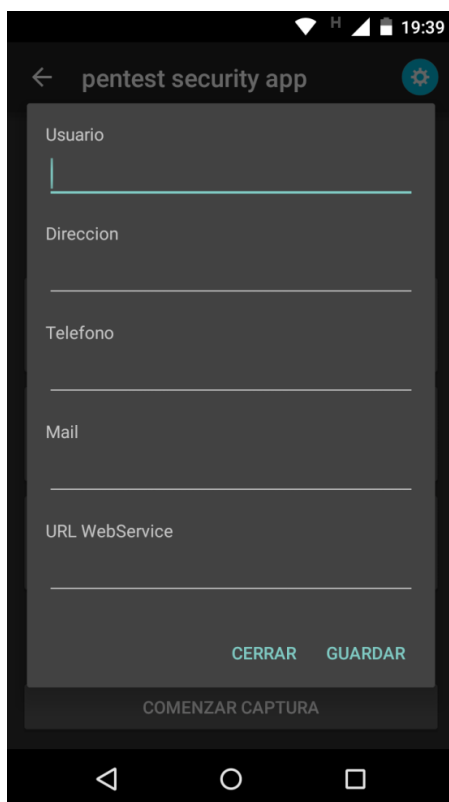 H 19:39
pentest security app
Usuario
Direccion
Telefono
Mail
URL WebService
CERRAR GUARDAR
COMENZAR CAPTURA